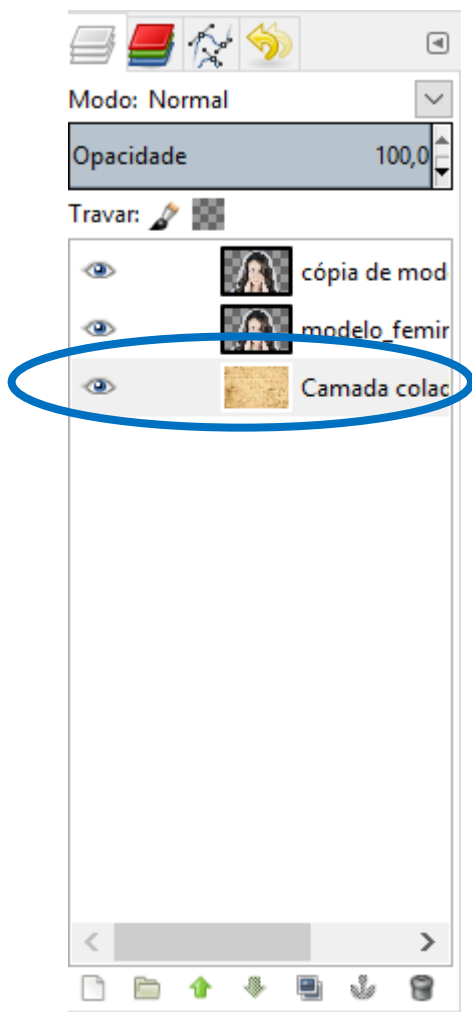 Modo: Normal
Opacidade 100,0
Travar:
cópia de mod
modelo_femir
Camada colac